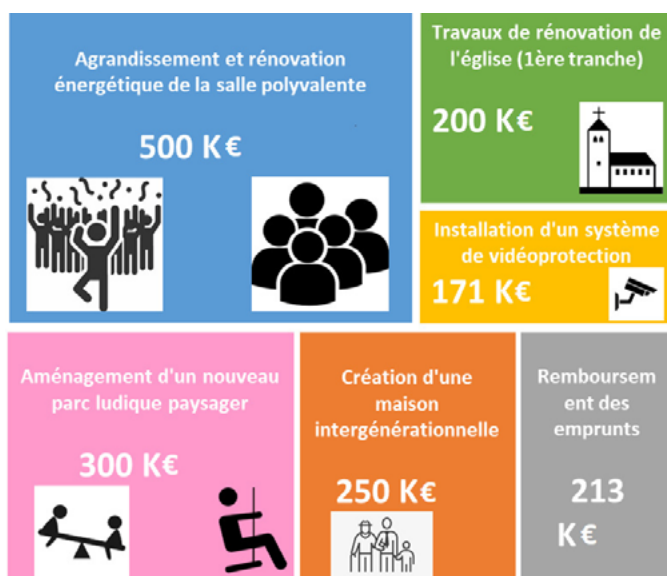 Agrandissement et rénovation
énergétique de la salle polyvalente
500 K€
Travaux de rénovation de
l'église (1ère tranche)
200 K€
Installation d'un système
de vidéoprotection
171 K€
Aménagement d'un nouveau
parc ludique paysager
300 K€
Création d'une
maison
intergénérationnelle
250 K€
Remboursem
ent des
emprunts
213
K€